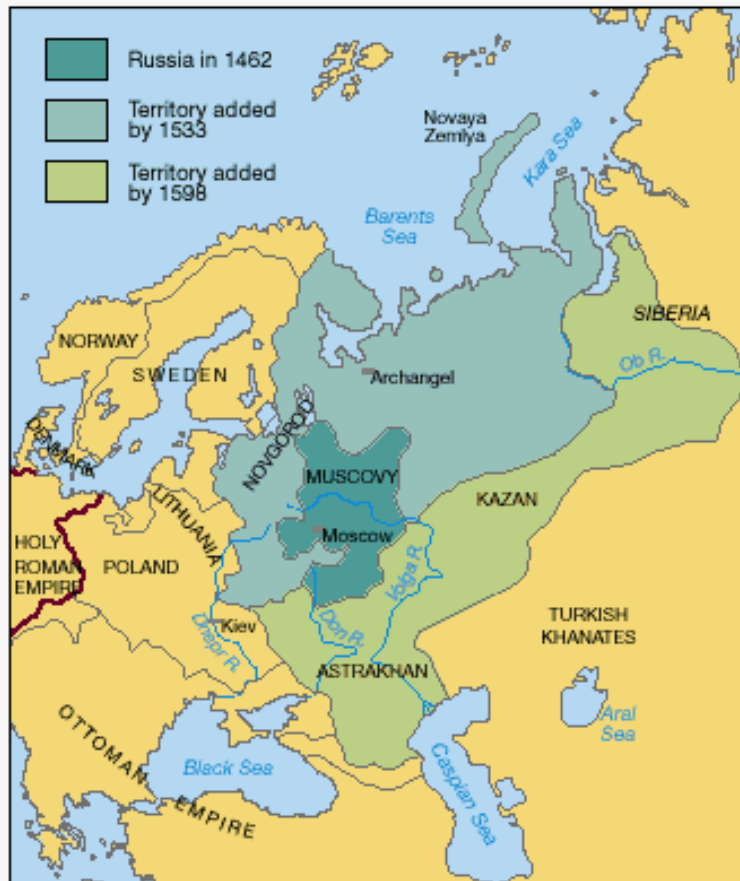 Russia in 1462
Territory added
by 1533
Territory added
by 1598
Novaya
Zemlya
Kara Sea
Barents
Sea
SIBERIA
NORWAY
Ob R.
SWEDEN
Archangel
NOVGOROD
DENMARK
MUSCOVY
KAZAN
LITHUANIA
Moscow
HOLY
ROMAN
EMPIRE
POLAND
Volga R.
TURKISH
KHANATES
Kiev
Don R.
Dnepr R.
ASTRAKHAN
OTTOMAN
EMPIRE
Aral
Sea
Black Sea
Caspian Sea